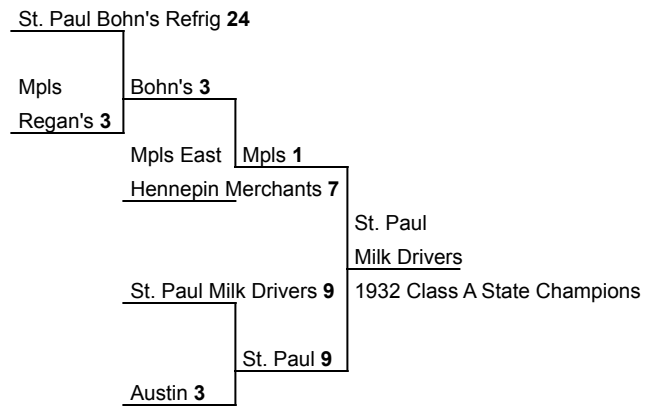 St. Paul Bohn's Refrig 24
Mpls
Bohn's 3
Regan's 3
Mpls East
Mpls 1
Hennepin Merchants 7
St. Paul
Milk Drivers
St. Paul Milk Drivers 9
1932 Class A State Champions
St. Paul 9
Austin 3